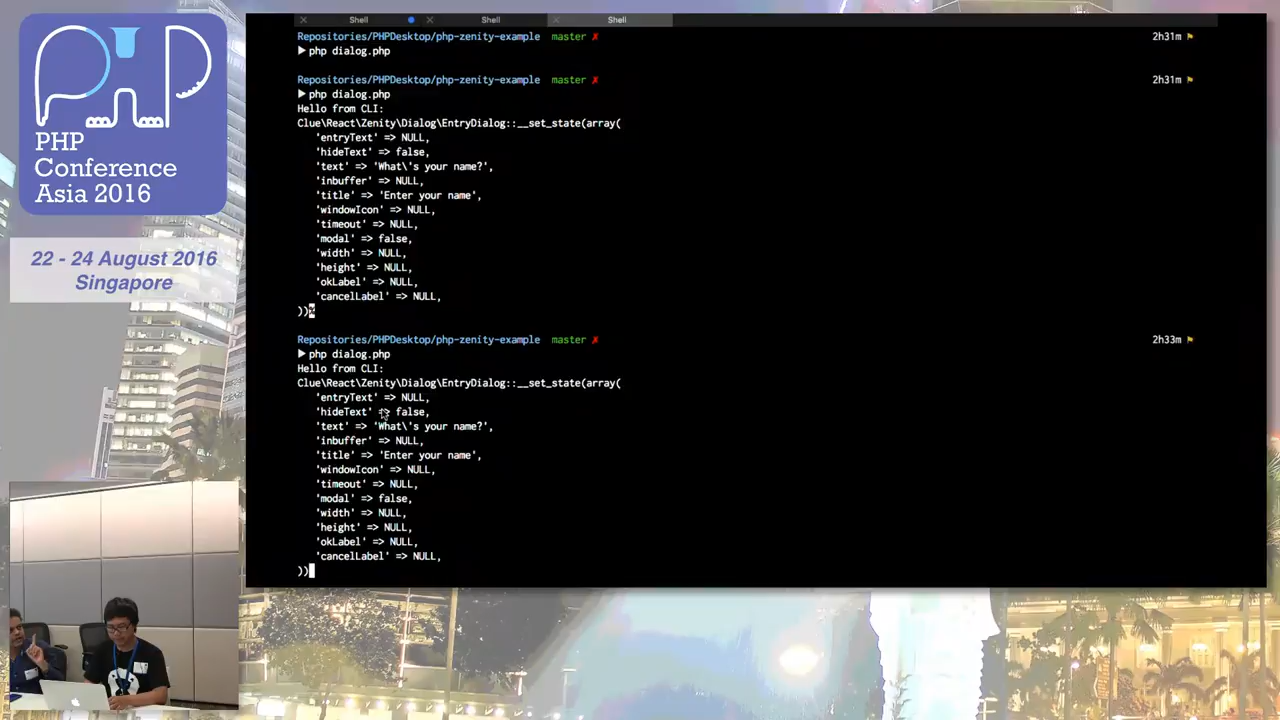 PHP
PHP
Conference
Asia 2016
22 - 24 August 2016
Singapore
Shell
Shell
Shell
Repositories/PHPDesktop/php-zenity-example master ✗ 2h31m
▶ php dialog.php
Repositories/PHPDesktop/php-zenity-example master ✗ 2h31m
▶ php dialog.php
Hello from CLI:
Clue\React\Zenity\Dialog\EntryDialog::__set_state(array(
'entryText' => NULL,
'hideText' => false,
'text' => 'What\'s your name?',
'inbuffer' => NULL,
'title' => 'Enter your name',
'windowIcon' => NULL,
'timeout' => NULL,
'modal' => false,
'width' => NULL,
'height' => NULL,
'okLabel' => NULL,
'cancelLabel' => NULL,
))%
Repositories/PHPDesktop/php-zenity-example master ✗ 2h33m
▶ php dialog.php
Hello from CLI:
Clue\React\Zenity\Dialog\EntryDialog::__set_state(array(
'entryText' => NULL,
'hideText' => false,
'text' => 'What\'s your name?',
'inbuffer' => NULL,
'title' => 'Enter your name',
'windowIcon' => NULL,
'timeout' => NULL,
'modal' => false,
'width' => NULL,
'height' => NULL,
'okLabel' => NULL,
'cancelLabel' => NULL,
))